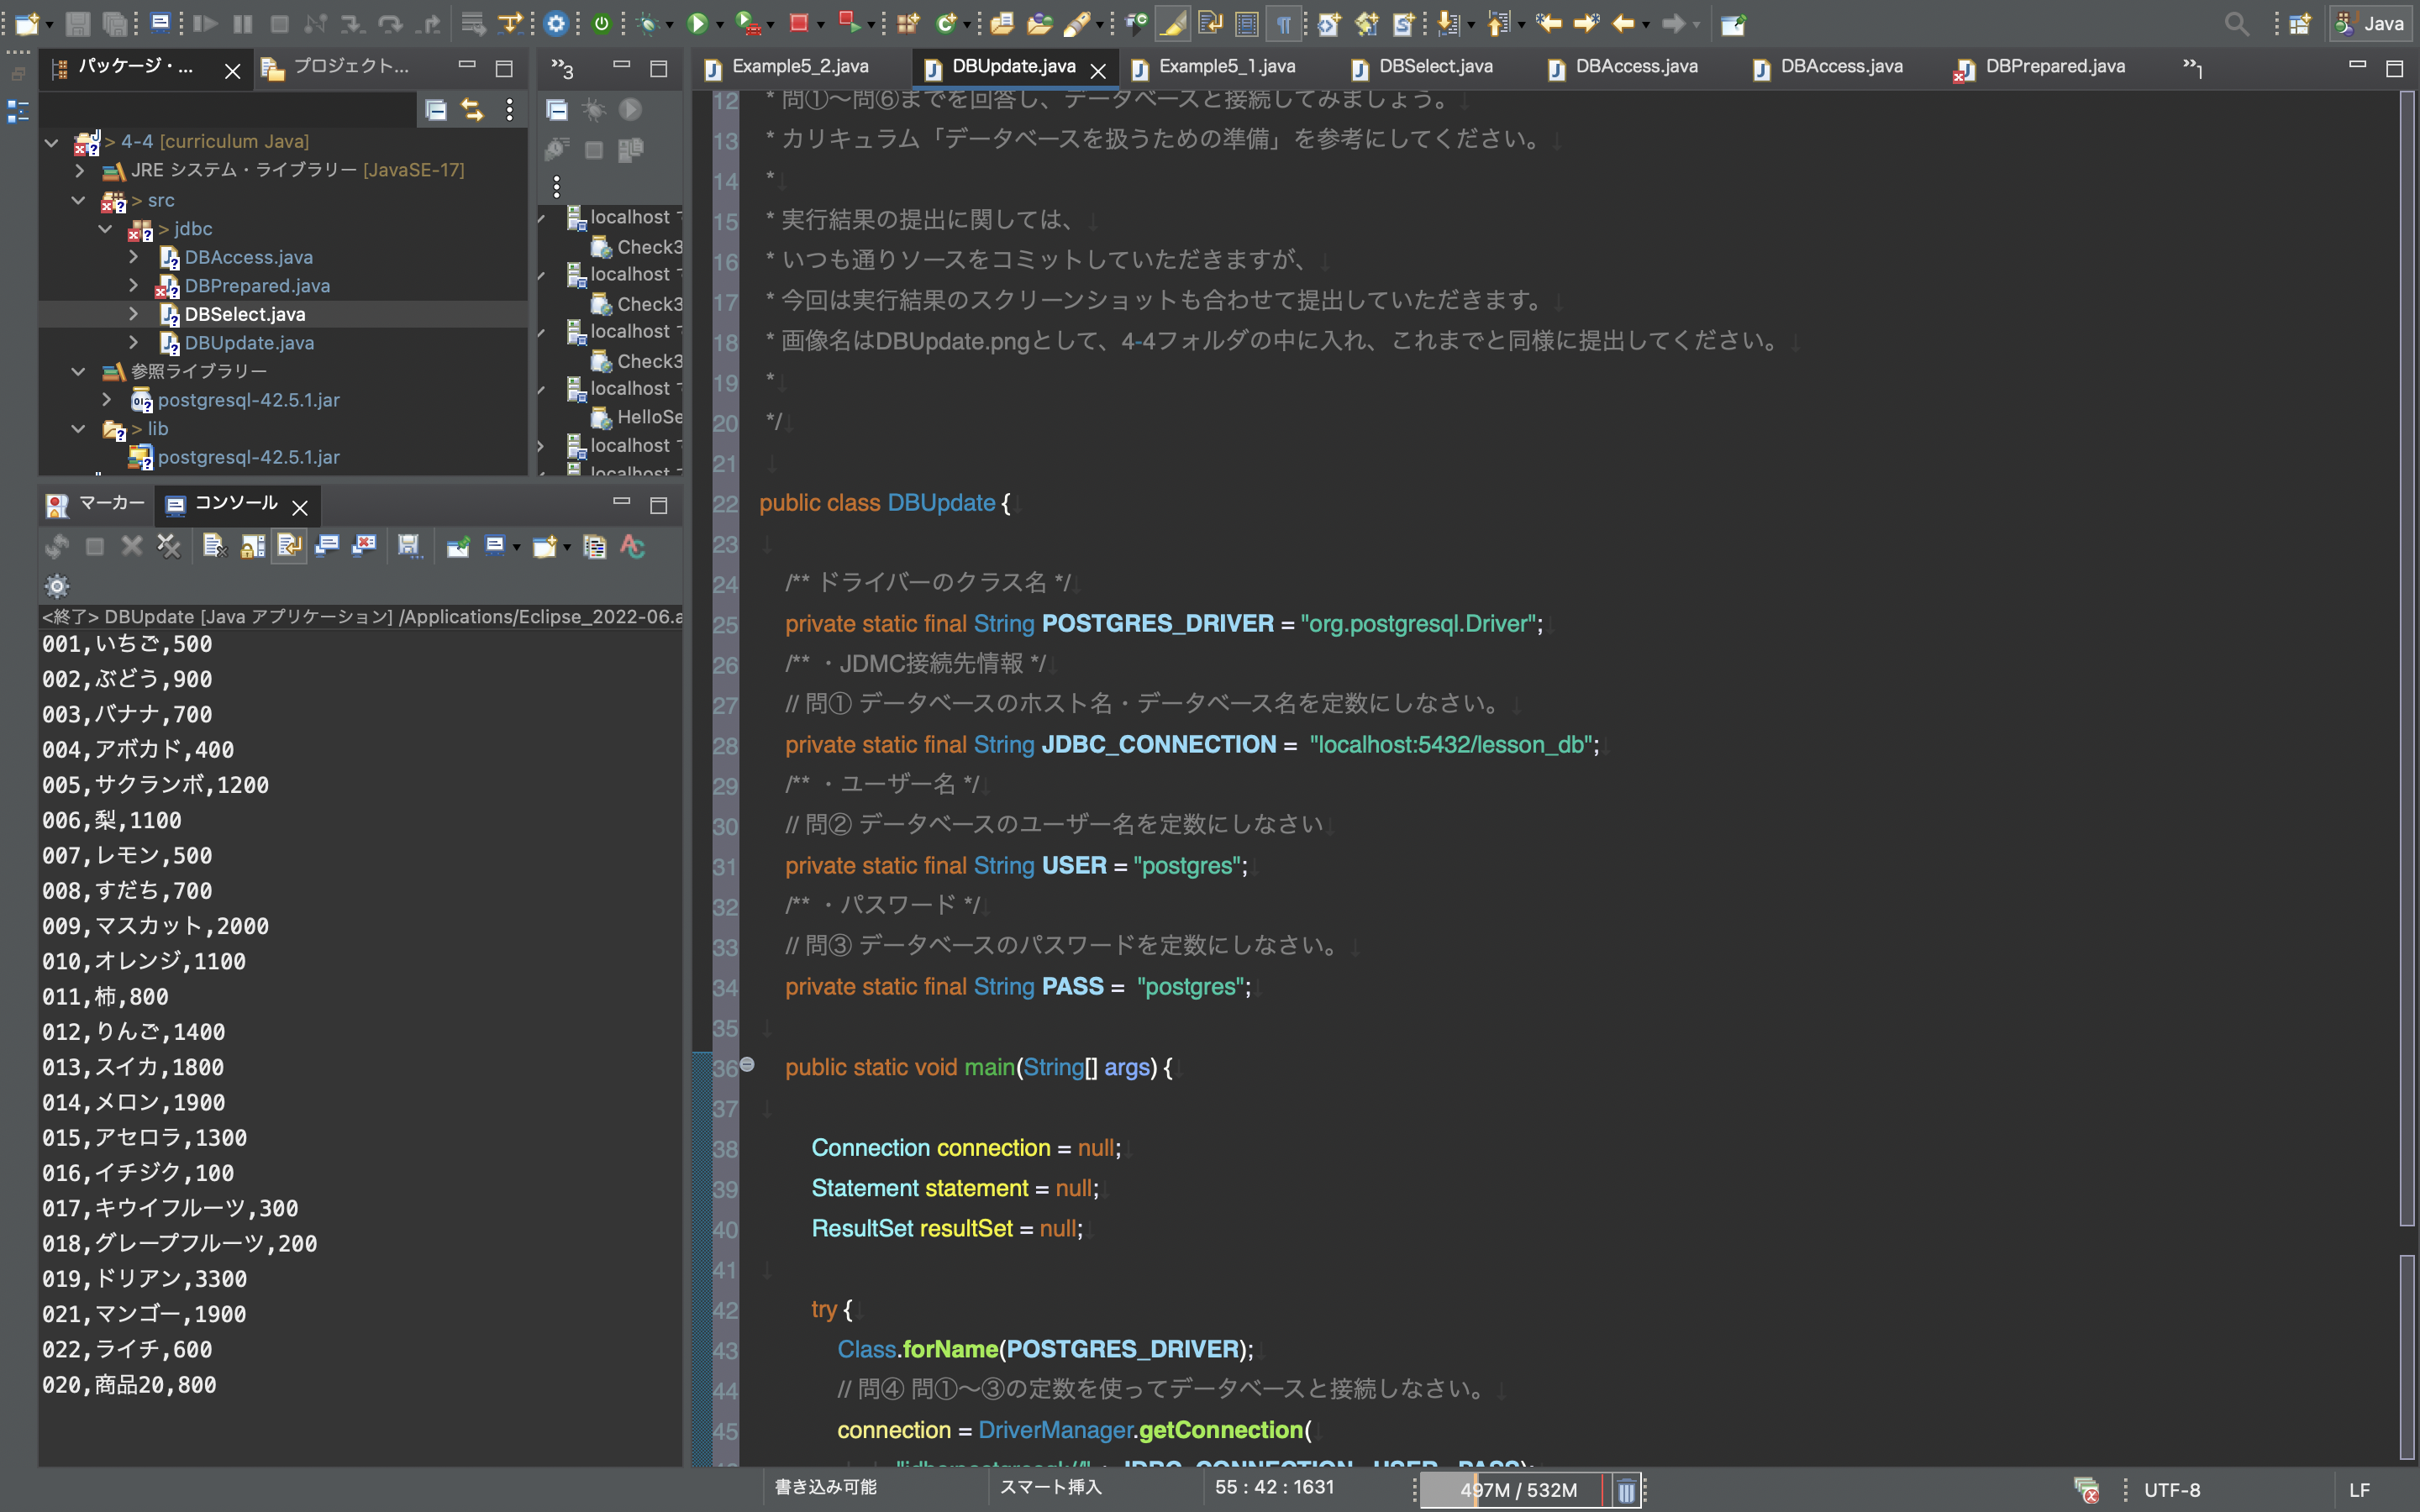 Java
パッケージ・...
プロジェクト...
> 4-4 [curriculum Java]
JRE システム・ライブラリー [JavaSE-17]
> src
> jdbc
DBAccess.java
DBPrepared.java
DBSelect.java
DBUpdate.java
参照ライブラリー
postgresql-42.5.1.jar
> lib
postgresql-42.5.1.jar
»3
localhost
Check3
localhost
Check3
localhost
Check3
localhost
HelloSe
localhost
localhost
マーカー
コンソール
<終了> DBUpdate [Java アプリケーション] /Applications/Eclipse_2022-06.a
001,いちご,500
002,ぶどう,900
003,バナナ,700
004,アボカド,400
005,サクランボ,1200
006,梨,1100
007,レモン,500
008,すだち,700
009,マスカット,2000
010,オレンジ,1100
011,柿,800
012,りんご,1400
013,スイカ,1800
014,メロン,1900
015,アセロラ,1300
016,イチジク,100
017,キウイフルーツ,300
018,グレープフルーツ,200
019,ドリアン,3300
021,マンゴー,1900
022,ライチ,600
020,商品20,800
Example5_2.java
DBUpdate.java
Example5_1.java
DBSelect.java
DBAccess.java
DBAccess.java
DBPrepared.java
»1
12 * 問①〜問⑥までを回答し、データベースと接続してみましょう。
13 * カリキュラム「データベースを扱うための準備」を参考にしてください。
14 *
15 * 実行結果の提出に関しては、
16 * いつも通りソースをコミットしていただきますが、
17 * 今回は実行結果のスクリーンショットも合わせて提出していただきます。
18 * 画像名はDBUpdate.pngとして、4-4フォルダの中に入れ、これまでと同様に提出してください。
19 *
20 */
21
22 public class DBUpdate {
23
24 /** ドライバーのクラス名 */
25 private static final String POSTGRES_DRIVER = "org.postgresql.Driver";
26 /** ・JDMC接続先情報 */
27 // 問① データベースのホスト名・データベース名を定数にしなさい。
28 private static final String JDBC_CONNECTION = "localhost:5432/lesson_db";
29 /** ・ユーザー名 */
30 // 問② データベースのユーザー名を定数にしなさい
31 private static final String USER = "postgres";
32 /** ・パスワード */
33 // 問③ データベースのパスワードを定数にしなさい。
34 private static final String PASS = "postgres";
35
36 public static void main(String[] args) {
37
38 Connection connection = null;
39 Statement statement = null;
40 ResultSet resultSet = null;
41
42 try {
43 Class.forName(POSTGRES_DRIVER);
44 // 問④ 問①〜③の定数を使ってデータベースと接続しなさい。
45 connection = DriverManager.getConnection(
書き込み可能
スマート挿入
55 : 42 : 1631
497M / 532M
UTF-8
LF